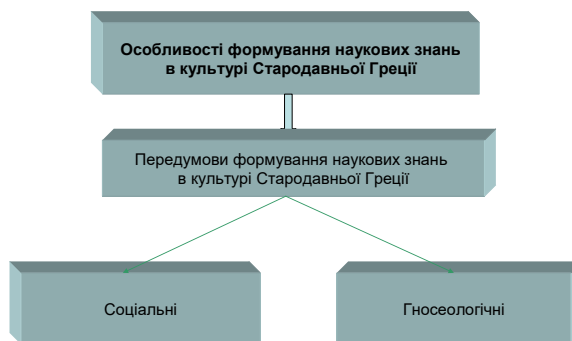 Особливості формування наукових знань
в культурі Стародавньої Греції
Передумови формування наукових знань
в культурі Стародавньої Греції
Соціальні
Гносеологічні